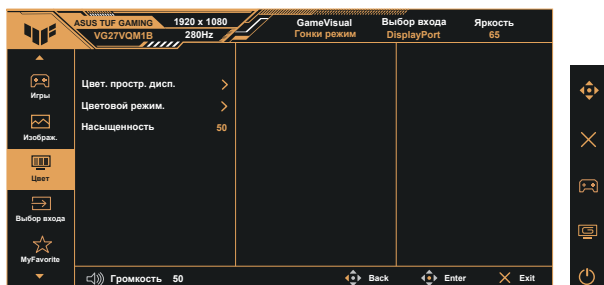 ASUS TUF GAMING 1920 x 1080 GameVisual Выбор входа Яркость
VG27VQM1B 280Hz Гонки режим DisplayPort 65
Игры
Изображ.
Цвет
Выбор входа
MyFavorite
Цвет. простр. дисп.
Цветовой режим.
Насыщенность 50
Громкость 50 Back Enter Exit